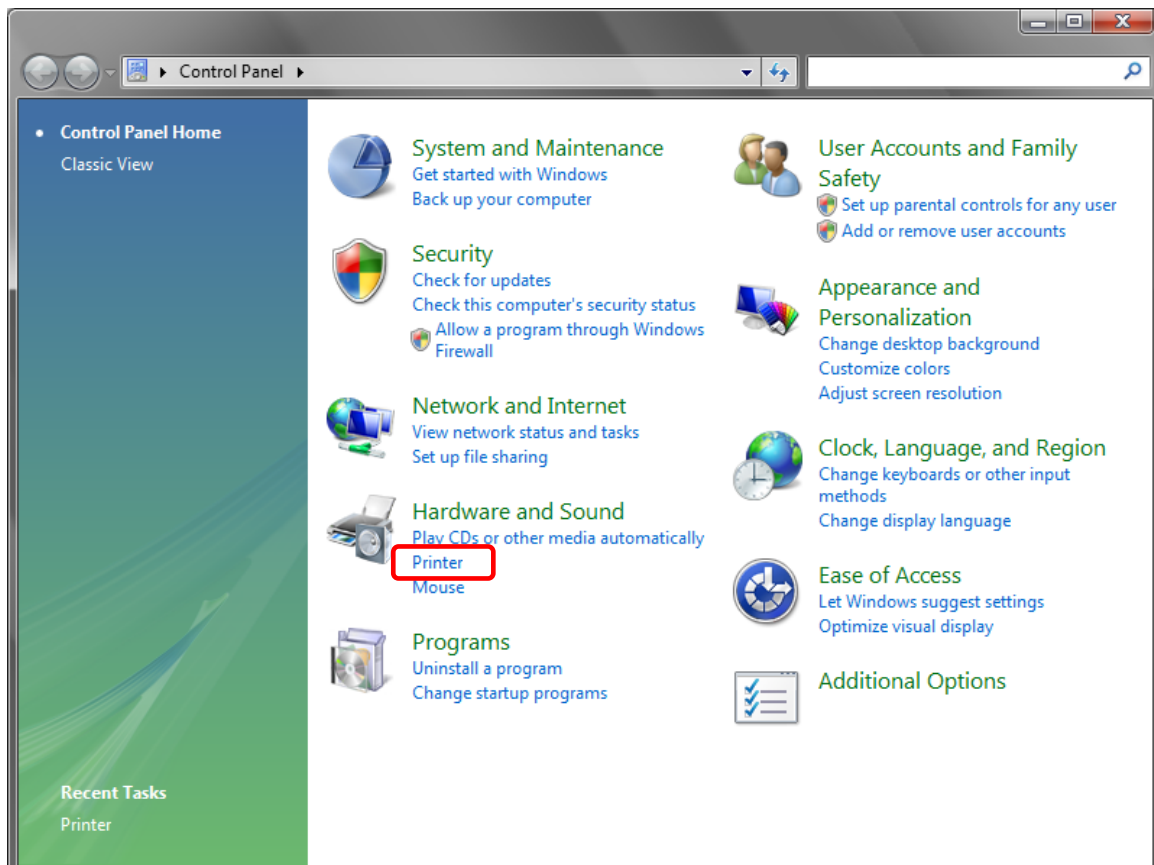 Control Panel
Control Panel Home
Classic View
Recent Tasks
Printer
System and Maintenance
Get started with Windows
Back up your computer
Security
Check for updates
Check this computer's security status
Allow a program through Windows
Firewall
Network and Internet
View network status and tasks
Set up file sharing
Hardware and Sound
Play CDs or other media automatically
Printer
Mouse
Programs
Uninstall a program
Change startup programs
User Accounts and Family
Safety
Set up parental controls for any user
Add or remove user accounts
Appearance and
Personalization
Change desktop background
Customize colors
Adjust screen resolution
Clock, Language, and Region
Change keyboards or other input
methods
Change display language
Ease of Access
Let Windows suggest settings
Optimize visual display
Additional Options